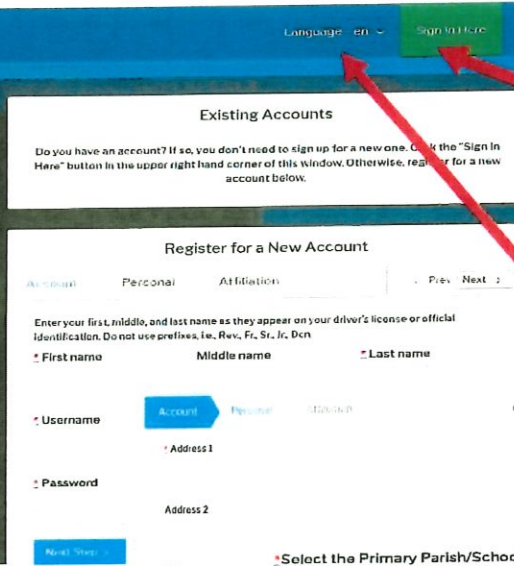 Language en
Sign In Here
Existing Accounts
Do you have an account? If so, you don't need to sign up for a new one. Click the "Sign In
Here" button in the upper right hand corner of this window. Otherwise, register for a new
account below.
Register for a New Account
Account Personal Affiliation
Prev Next
Enter your first, middle, and last name as they appear on your driver's license or official
identification. Do not use prefixes, i.e., Rev, Fr., Sr., Jr, Dcn
* First name Middle name * Last name
* Username
Account Personal Affiliation
* Address 1
* Password
Address 2
Next Step
*Select the Primary Parish/Schoo